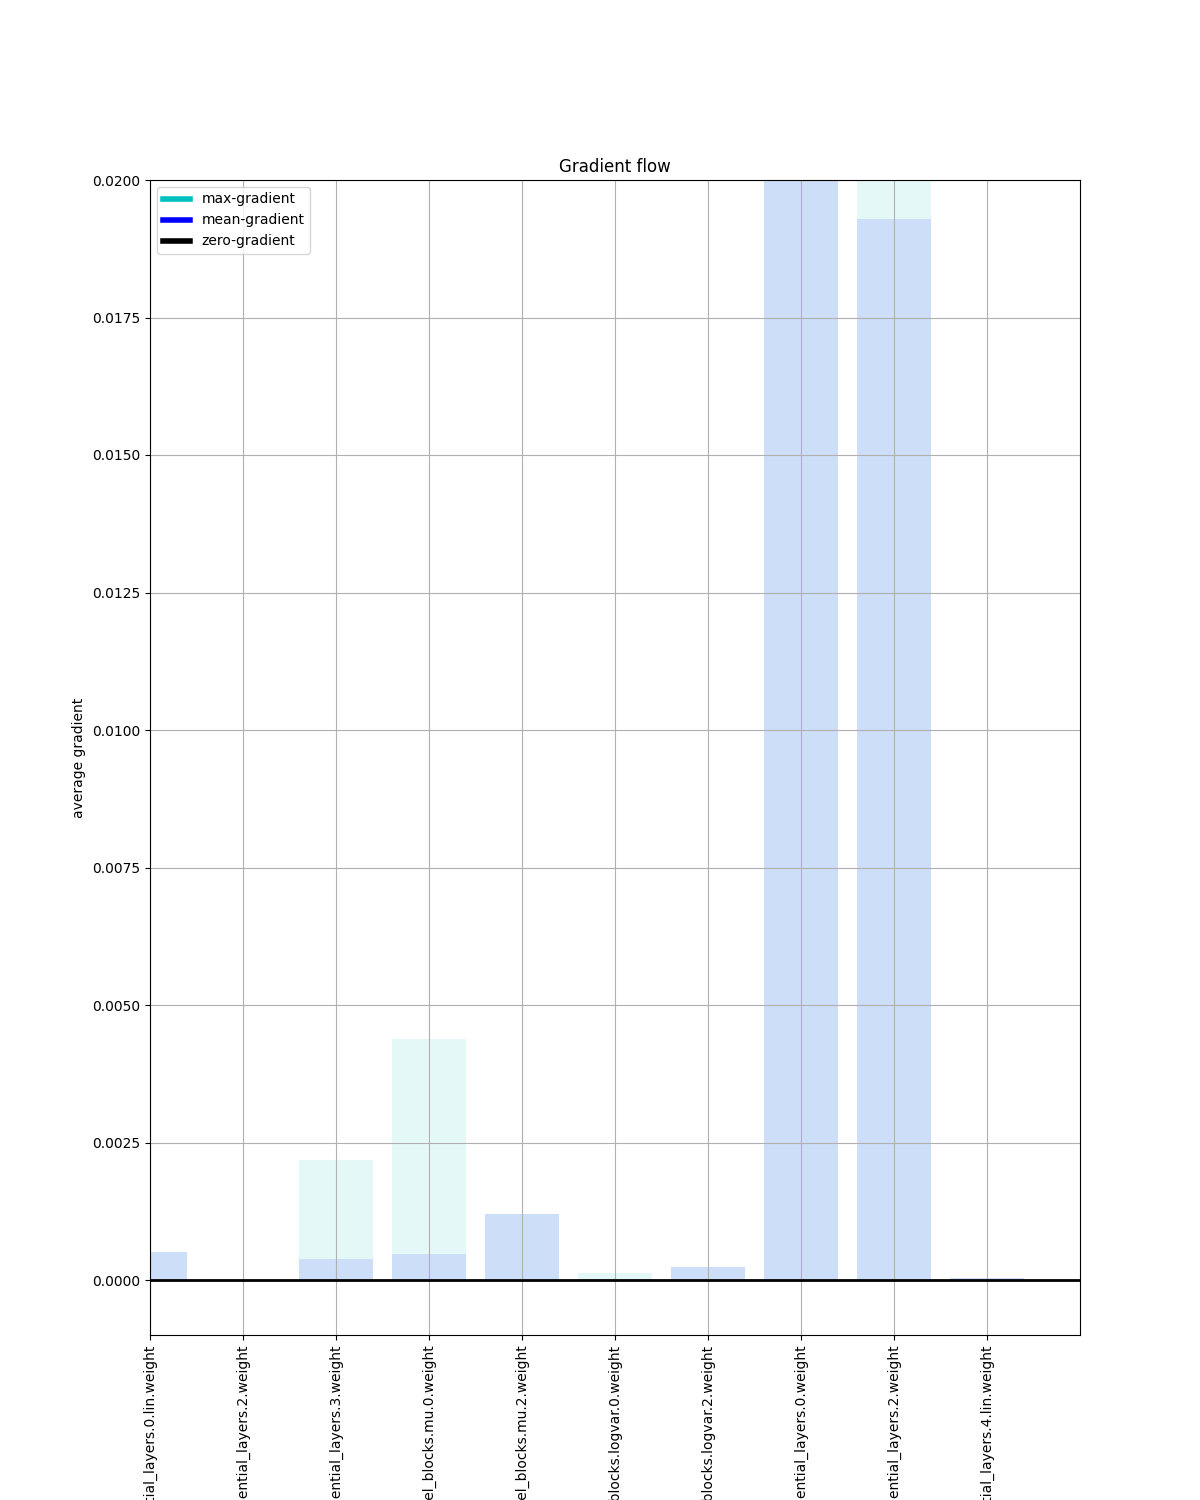 Gradient flow
max-gradient
mean-gradient
zero-gradient
0.0200
0.0175
0.0150
0.0125
0.0100
0.0075
0.0050
0.0025
0.0000
average gradient
tial_layers.0.lin.weight
ential_layers.2.weight
ential_layers.3.weight
el_blocks.mu.0.weight
el_blocks.mu.2.weight
blocks.logvar.0.weight
blocks.logvar.2.weight
ential_layers.0.weight
ential_layers.2.weight
tial_layers.4.lin.weight